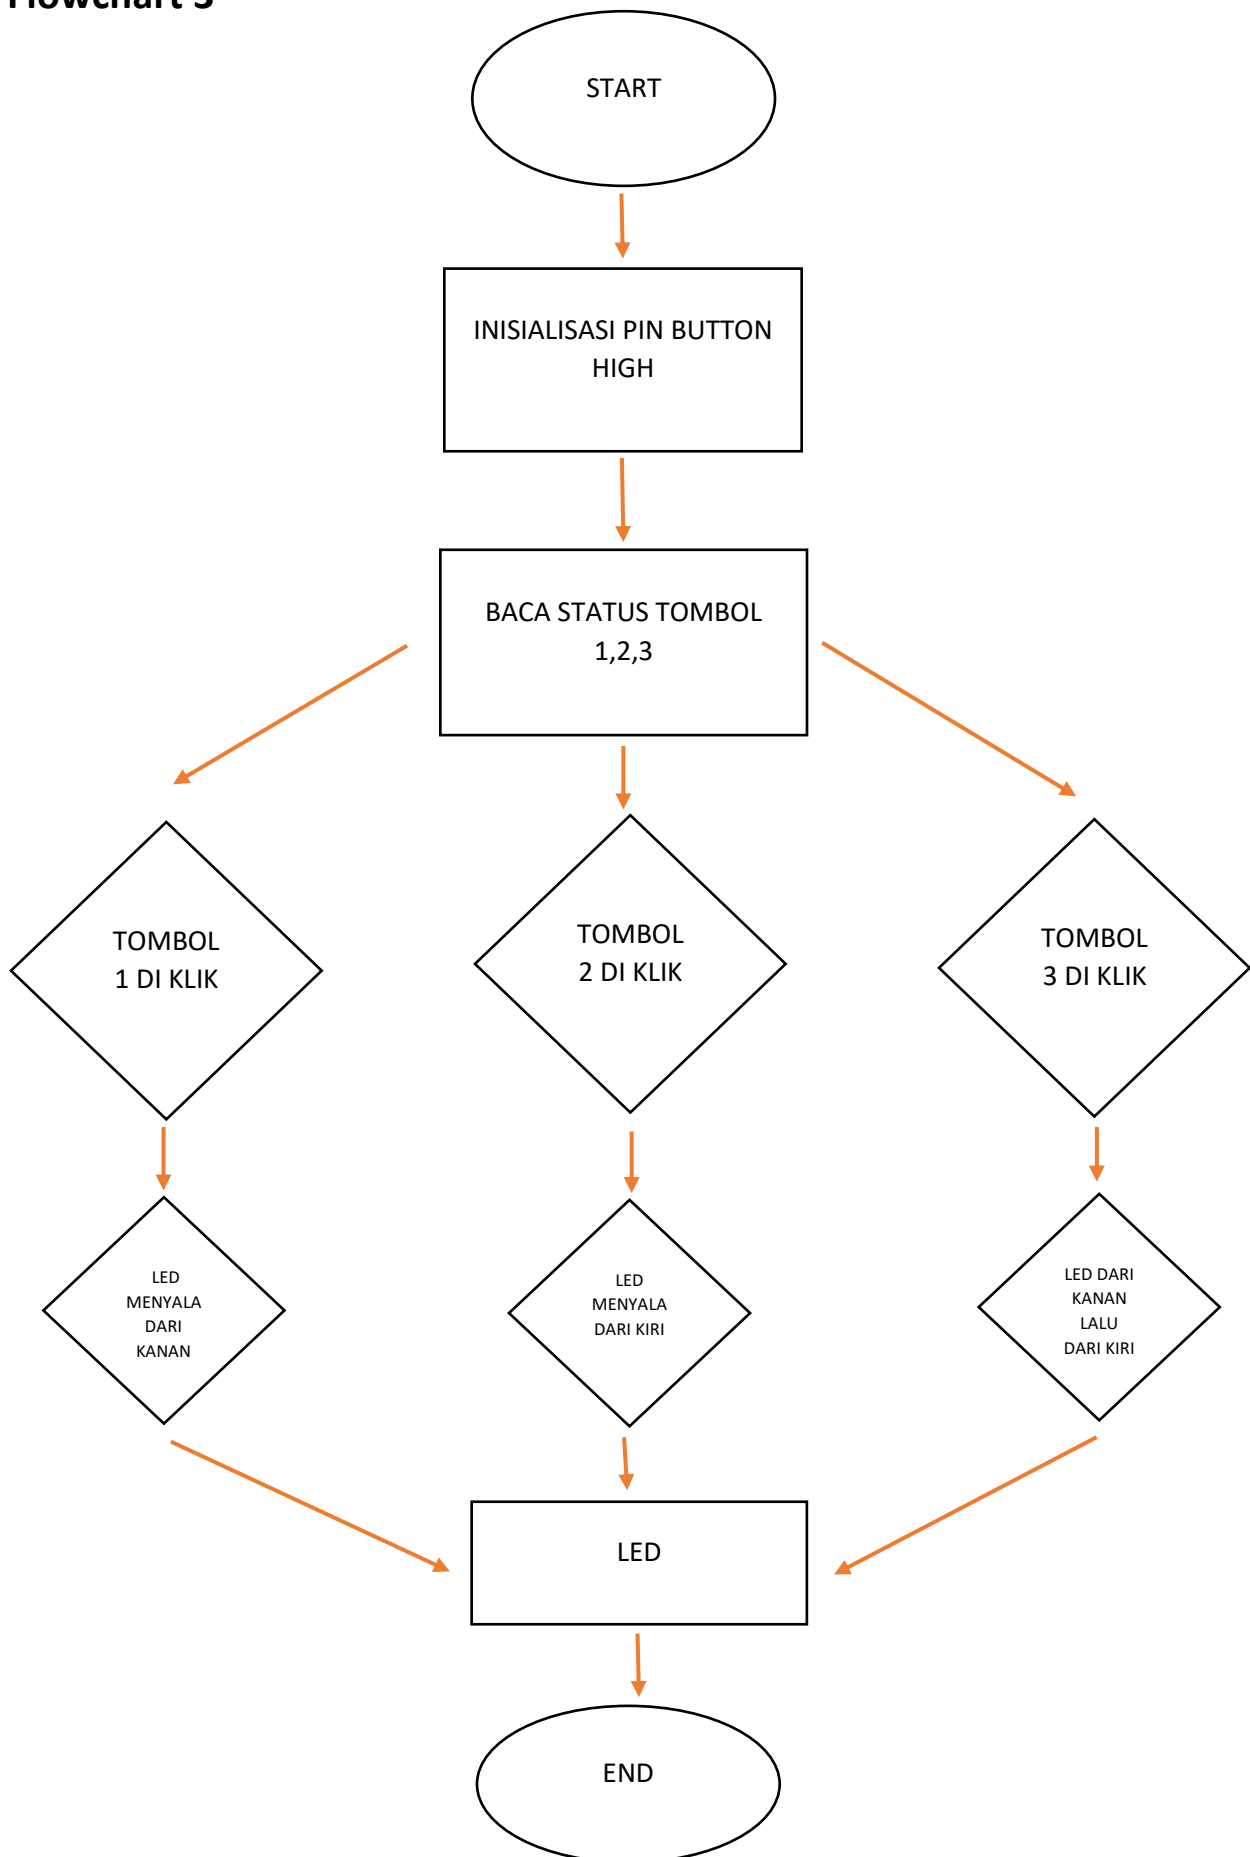 START
INISIALISASI PIN BUTTON
HIGH
BACA STATUS TOMBOL
1,2,3
TOMBOL
1 DI KLIK
TOMBOL
2 DI KLIK
TOMBOL
3 DI KLIK
LED
MENYALA
DARI
KANAN
LED
MENYALA
DARI KIRI
LED DARI
KANAN
LALU
DARI KIRI
LED
END